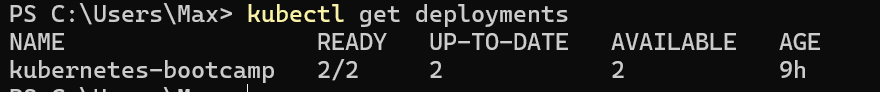 PS C:\Users\Max> kubectl get deployments
NAME                  READY   UP-TO-DATE   AVAILABLE   AGE
kubernetes-bootcamp   2/2     2            2           9h